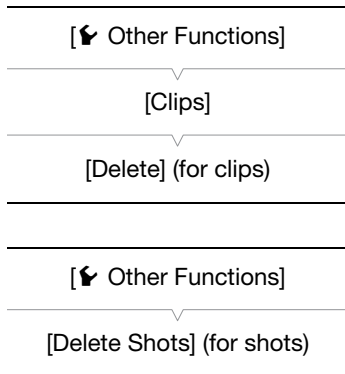 [ Other Functions]
[Clips]
[Delete] (for clips)
[ Other Functions]
[Delete Shots] (for shots)